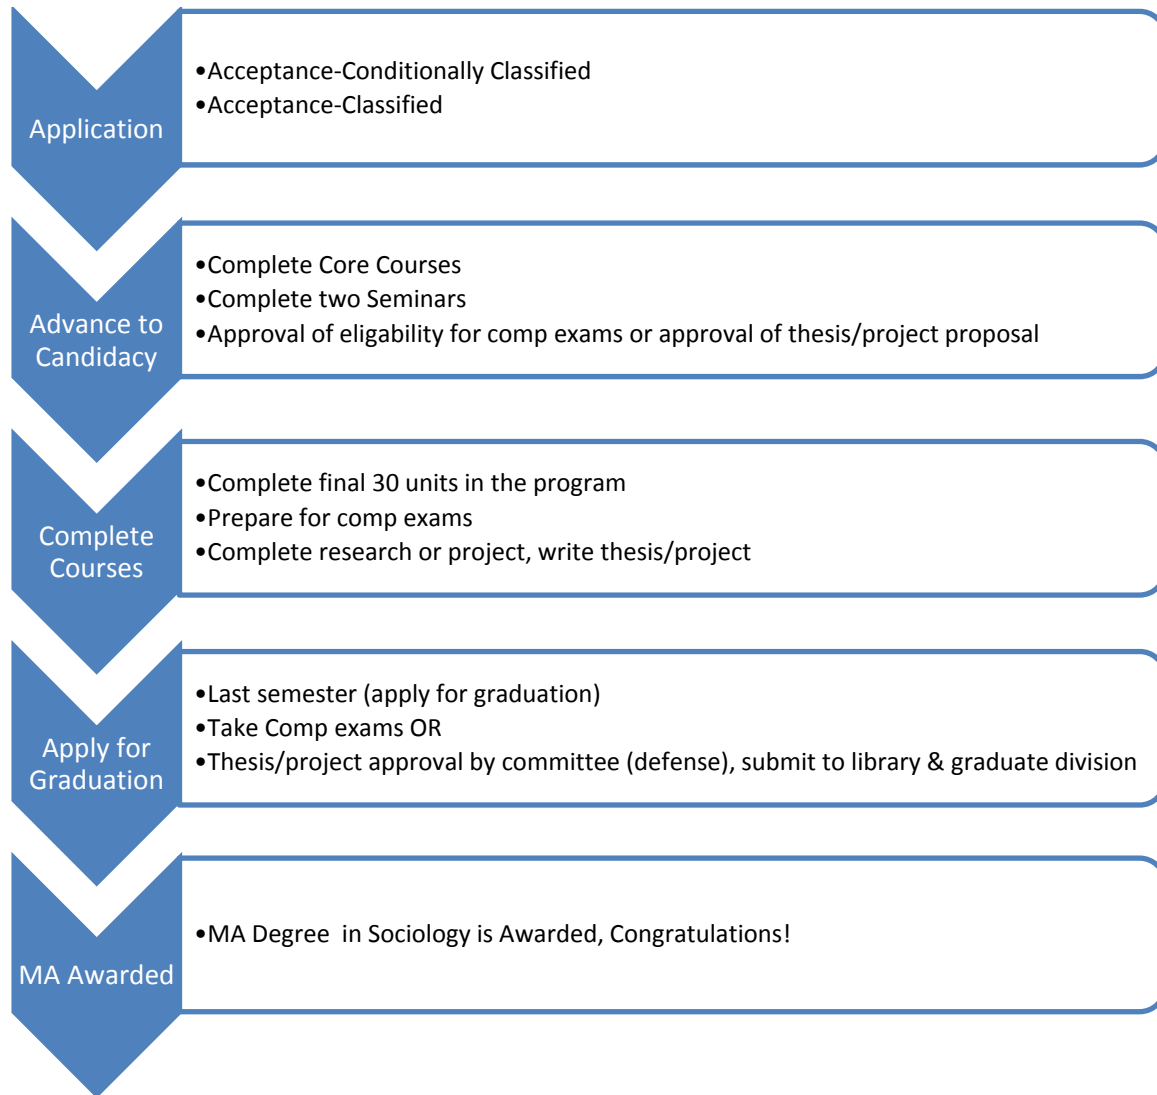 Application
•Acceptance-Conditionally Classified
•Acceptance-Classified
Advance to
Candidacy
•Complete Core Courses
•Complete two Seminars
•Approval of eligability for comp exams or approval of thesis/project proposal
Complete
Courses
•Complete final 30 units in the program
•Prepare for comp exams
•Complete research or project, write thesis/project
Apply for
Graduation
•Last semester (apply for graduation)
•Take Comp exams OR
•Thesis/project approval by committee (defense), submit to library & graduate division
MA Awarded
•MA Degree  in Sociology is Awarded, Congratulations!